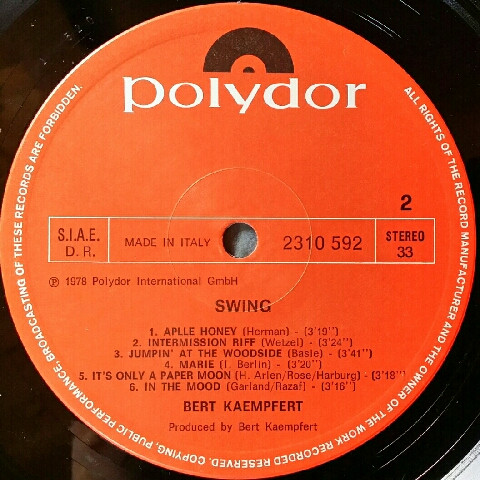 polydor
ALL RIGHTS OF THE RECORD MANUFACTURER AND THE OWNER OF THE WORK RECORDED RESERVED. COPYING, PUBLIC PERFORMANCE, BROADCASTING OF THESE RECORDS ARE FORBIDDEN.
2
S.I.A.E.
D.R.
MADE IN ITALY
2310 592
STEREO
33
℗ 1978 Polydor International GmbH
SWING
1. APLLE HONEY (Herman) - (3'19")
2. INTERMISSION RIFF (Wetzel) - (3'24")
3. JUMPIN' AT THE WOODSIDE (Basie) - (3'41")
4. MARIE (I. Berlin) - (3'20")
5. IT'S ONLY A PAPER MOON (H. Arlen/Rose/Harburg) - (3'18")
6. IN THE MOOD (Garland/Razaf) - (3'16")
BERT KAEMPFERT
Produced by Bert Kaempfert